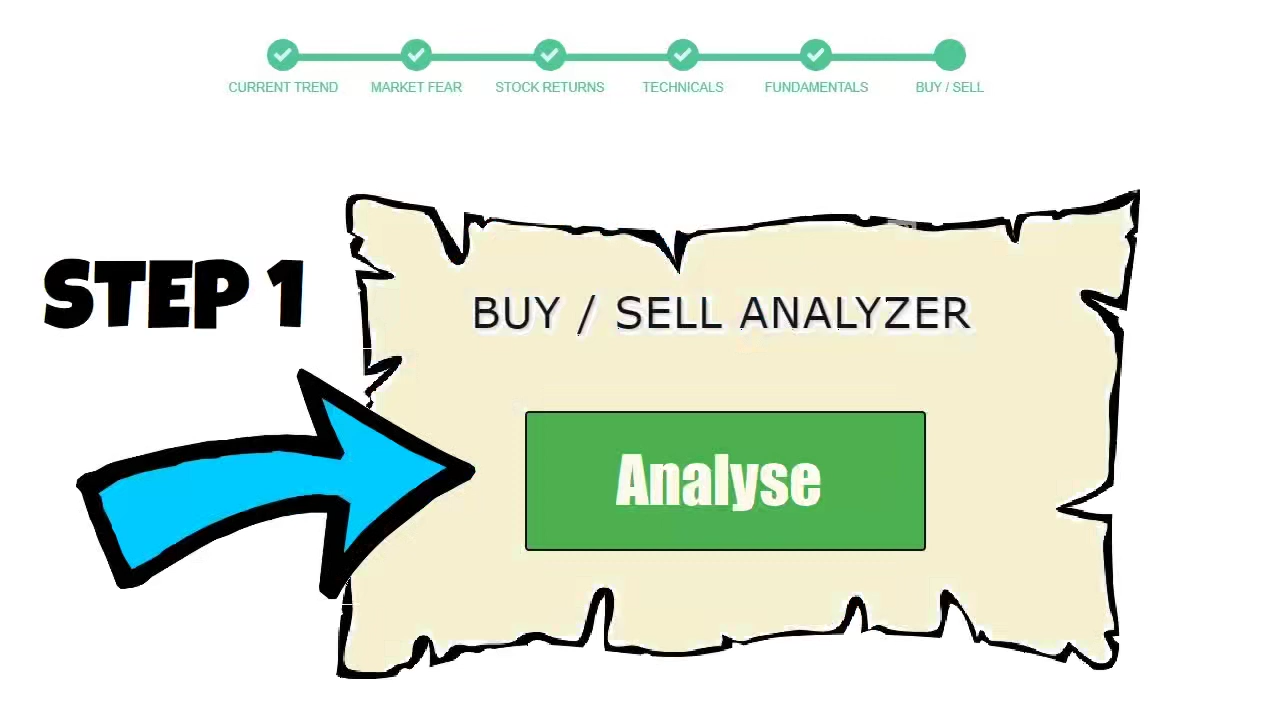 CURRENT TREND MARKET FEAR STOCK RETURNS TECHNICALS FUNDAMENTALS BUY / SELL
STEP 1
BUY / SELL ANALYZER
Analyse